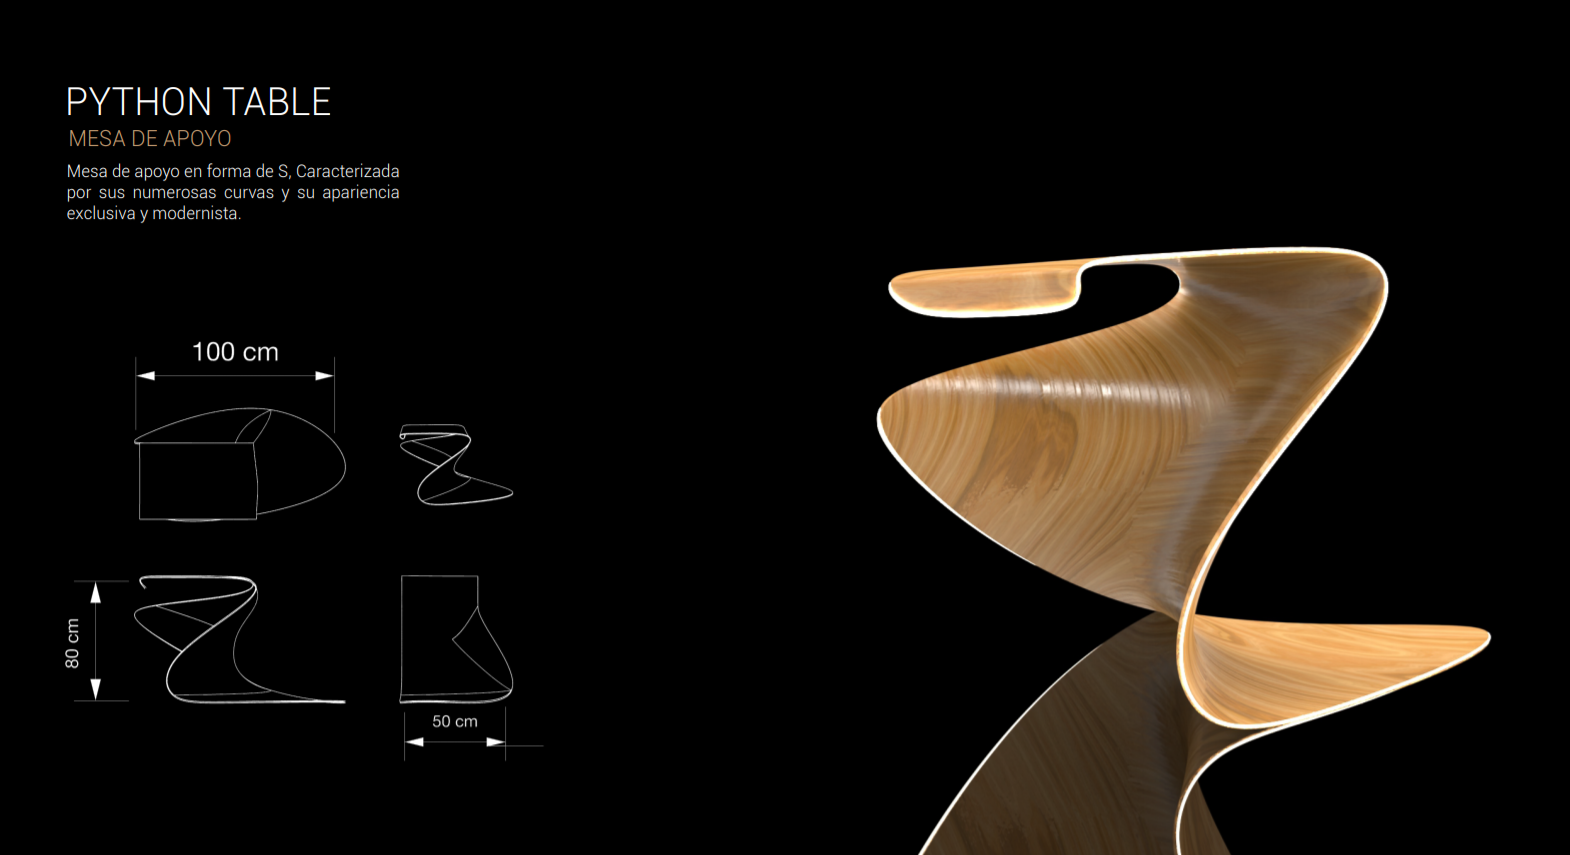 PYTHON TABLE
MESA DE APOYO
Mesa de apoyo en forma de S, Caracterizada
por sus numerosas curvas y su apariencia
exclusiva y modernista.
100 cm
80 cm
50 cm